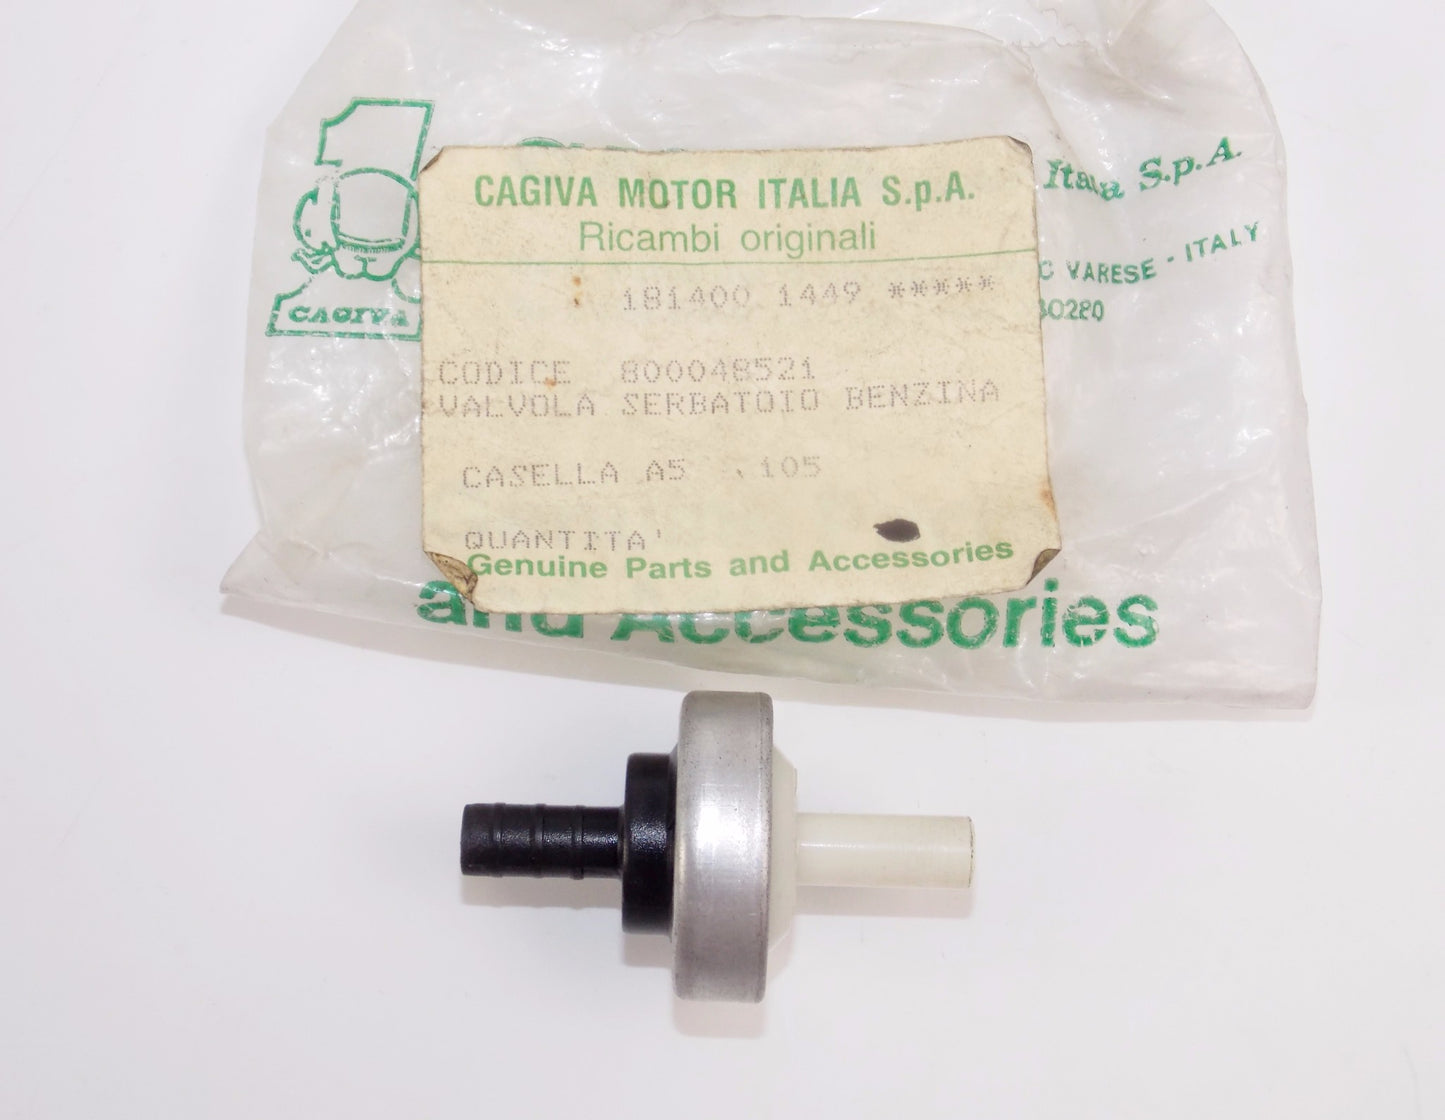 CAGIVA
Italia S.p.A.
VARESE - ITALY
30280
CAGIVA MOTOR ITALIA S.p.A.
Ricambi originali
181400 1449 *****
CODICE 800048521
VALVOLA SERBATOIO BENZINA
CASELLA A5 .105
QUANTITA'
Genuine Parts and Accessories
and Accessories